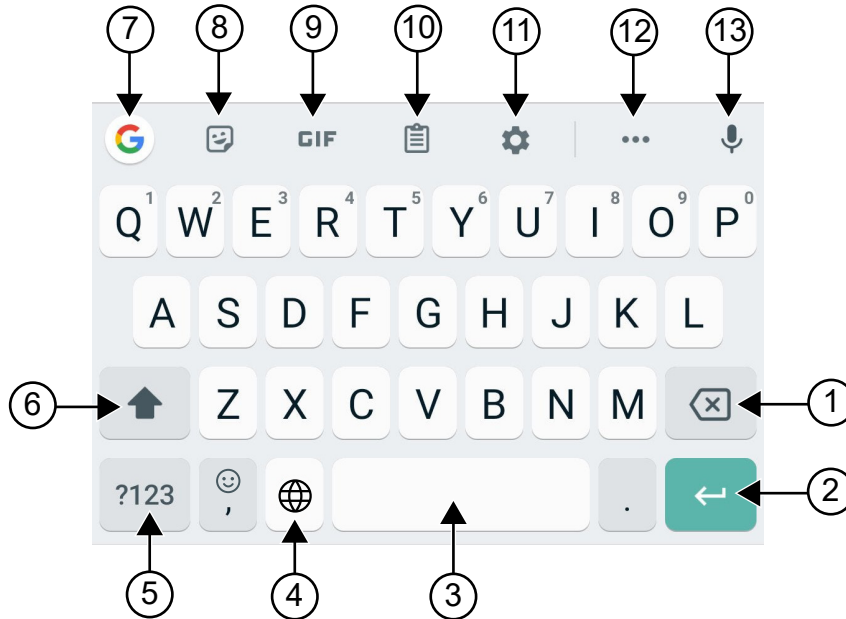 7 8 9 10 11 12 13
G GIF
Q1 W2 E3 R4 T5 Y6 U7 I8 O9 P0
A S D F G H J K L
6 Z X C V B N M 1
?123 , . 2
5 4 3